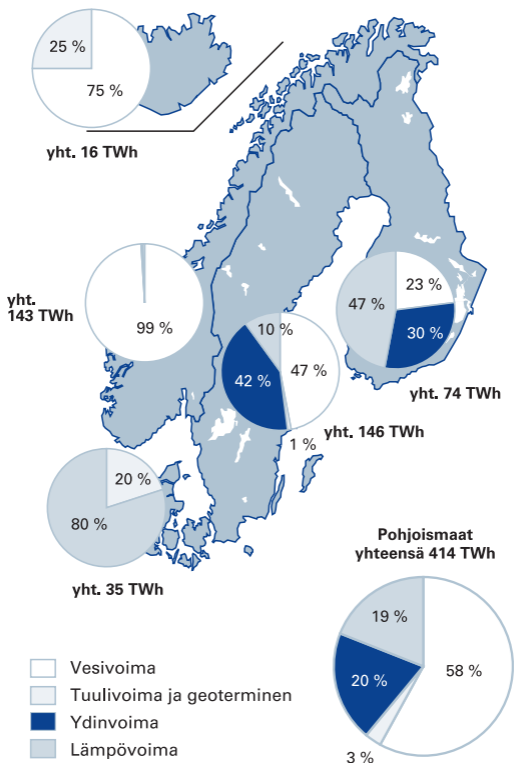 25 %
75 %
yht. 16 TWh
yht.
143 TWh
99 %
23 %
47 %
30 %
yht. 74 TWh
10 %
47 %
42 %
1 %
yht. 146 TWh
20 %
80 %
yht. 35 TWh
Pohjoismaat
yhteensä 414 TWh
19 %
58 %
20 %
3 %
Vesivoima
Tuulivoima ja geoterminen
Ydinvoima
Lämpövoima